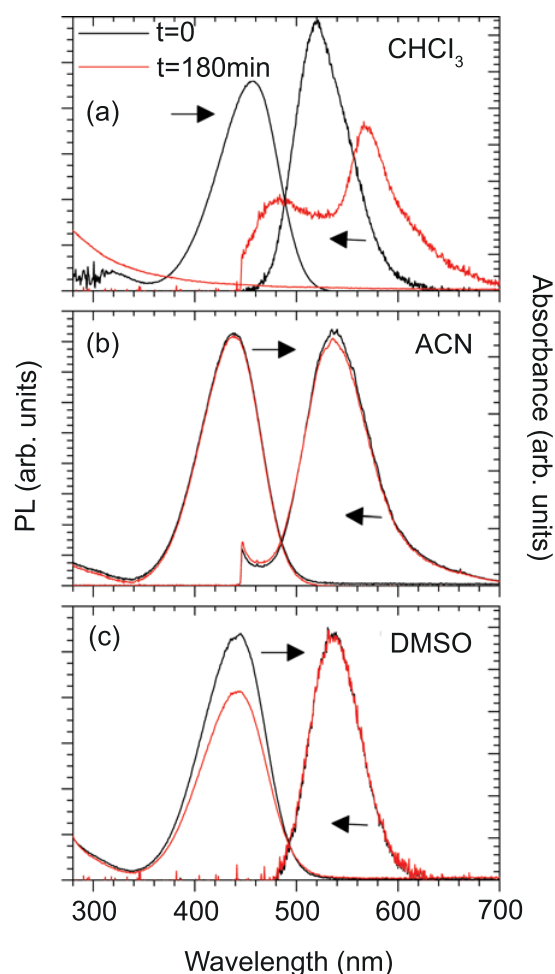 t=0
t=180min
CHCl₃
(a)
(b)
ACN
(c)
DMSO
PL (arb. units)
Absorbance (arb. units)
300 400 500 600 700
Wavelength (nm)